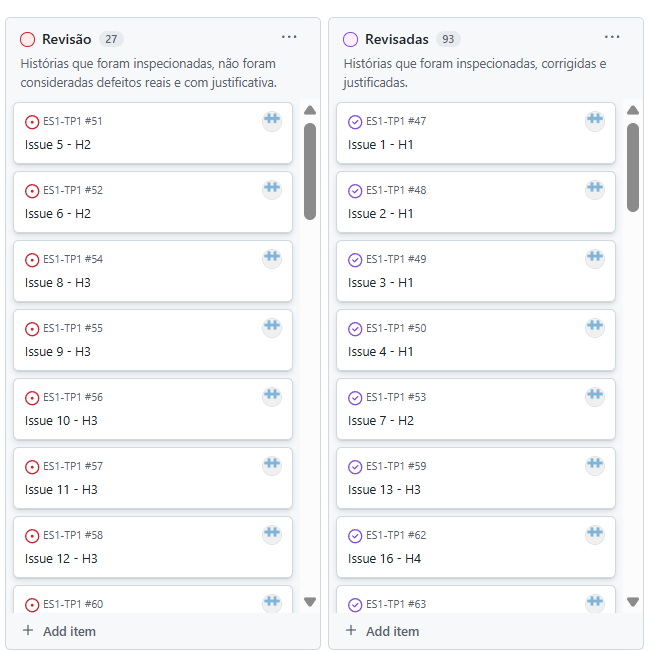 Revisão 27 ...
Histórias que foram inspecionadas, não foram
consideradas defeitos reais e com justificativa.
ES1-TP1 #51
Issue 5 - H2
ES1-TP1 #52
Issue 6 - H2
ES1-TP1 #54
Issue 8 - H3
ES1-TP1 #55
Issue 9 - H3
ES1-TP1 #56
Issue 10 - H3
ES1-TP1 #57
Issue 11 - H3
ES1-TP1 #58
Issue 12 - H3
ES1-TP1 #60
+ Add item
Revisadas 93 ...
Histórias que foram inspecionadas, corrigidas e
justificadas.
ES1-TP1 #47
Issue 1 - H1
ES1-TP1 #48
Issue 2 - H1
ES1-TP1 #49
Issue 3 - H1
ES1-TP1 #50
Issue 4 - H1
ES1-TP1 #53
Issue 7 - H2
ES1-TP1 #59
Issue 13 - H3
ES1-TP1 #62
Issue 16 - H4
ES1-TP1 #63
+ Add item